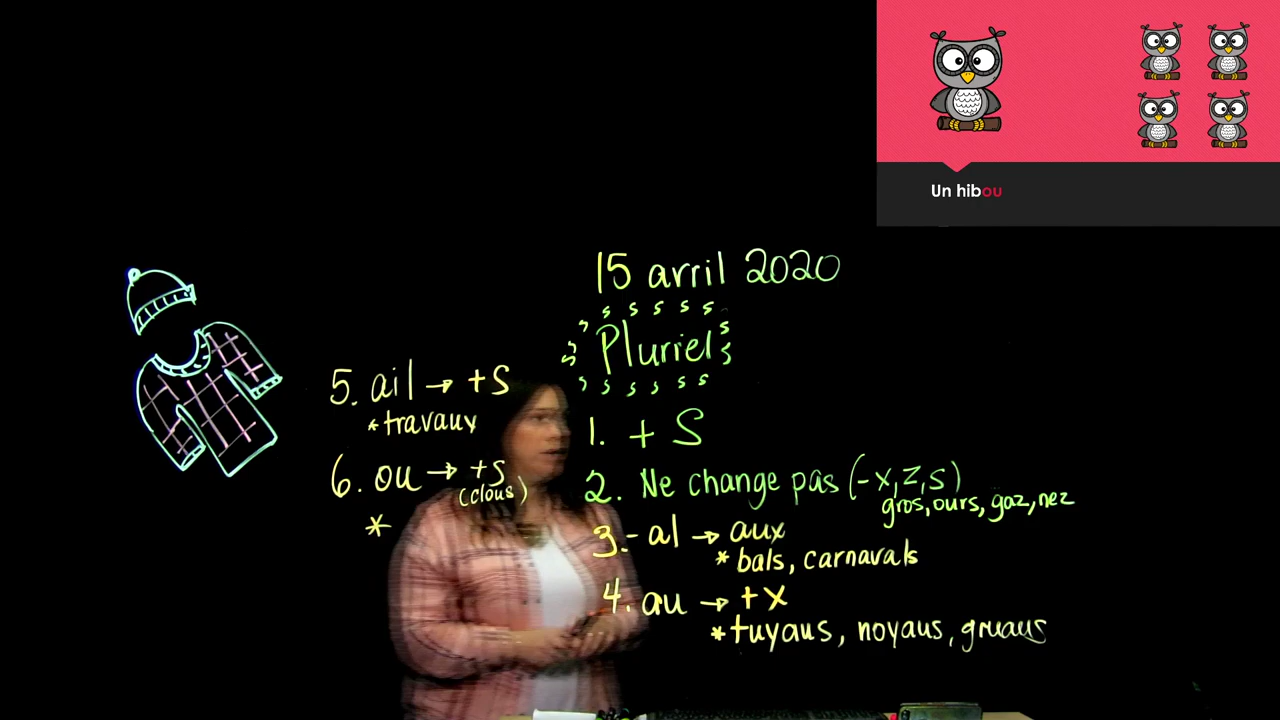 Un hibou
15 avril 2020
s s s s s
s Pluriel s
s s s s s
1. + S
2. Ne change pas (-x, z, s)
gros, ours, gaz, nez
3. -al → aux
* bals, carnavals
4. au → +x
* tuyaus, noyaus, gruaus
5. ail → +s
* travaux
6. ou → +s
(clous)
*